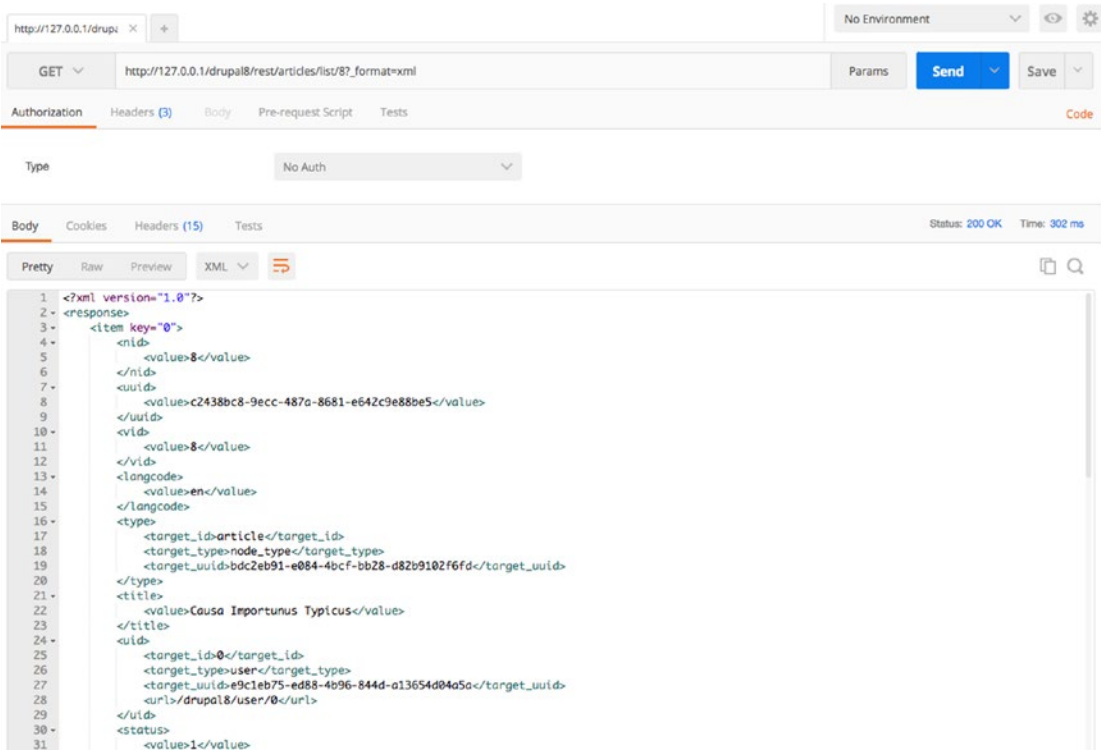 http://127.0.0.1/drupa
No Environment
GET http://127.0.0.1/drupal8/rest/articles/list/8?_format=xml Params Send Save
Authorization Headers (3) Body Pre-request Script Tests Code
Type No Auth
Body Cookies Headers (15) Tests Status: 200 OK Time: 302 ms
Pretty Raw Preview XML
1 <?xml version="1.0"?>
2 <response>
3 <item key="0">
4 <nid>
5 <value>8</value>
6 </nid>
7 <uuid>
8 <value>c2438bc8-9ecc-487a-8681-e642c9e88be5</value>
9 </uuid>
10 <vid>
11 <value>8</value>
12 </vid>
13 <langcode>
14 <value>en</value>
15 </langcode>
16 <type>
17 <target_id>article</target_id>
18 <target_type>node_type</target_type>
19 <target_uuid>bdc2eb91-e084-4bcf-bb28-d82b9102f6fd</target_uuid>
20 </type>
21 <title>
22 <value>Causa Importunus Typicus</value>
23 </title>
24 <uid>
25 <target_id>0</target_id>
26 <target_type>user</target_type>
27 <target_uuid>e9c1eb75-ed88-4b96-844d-a13654d04a5a</target_uuid>
28 <url>/drupal8/user/0</url>
29 </uid>
30 <status>
31 <value>1</value>